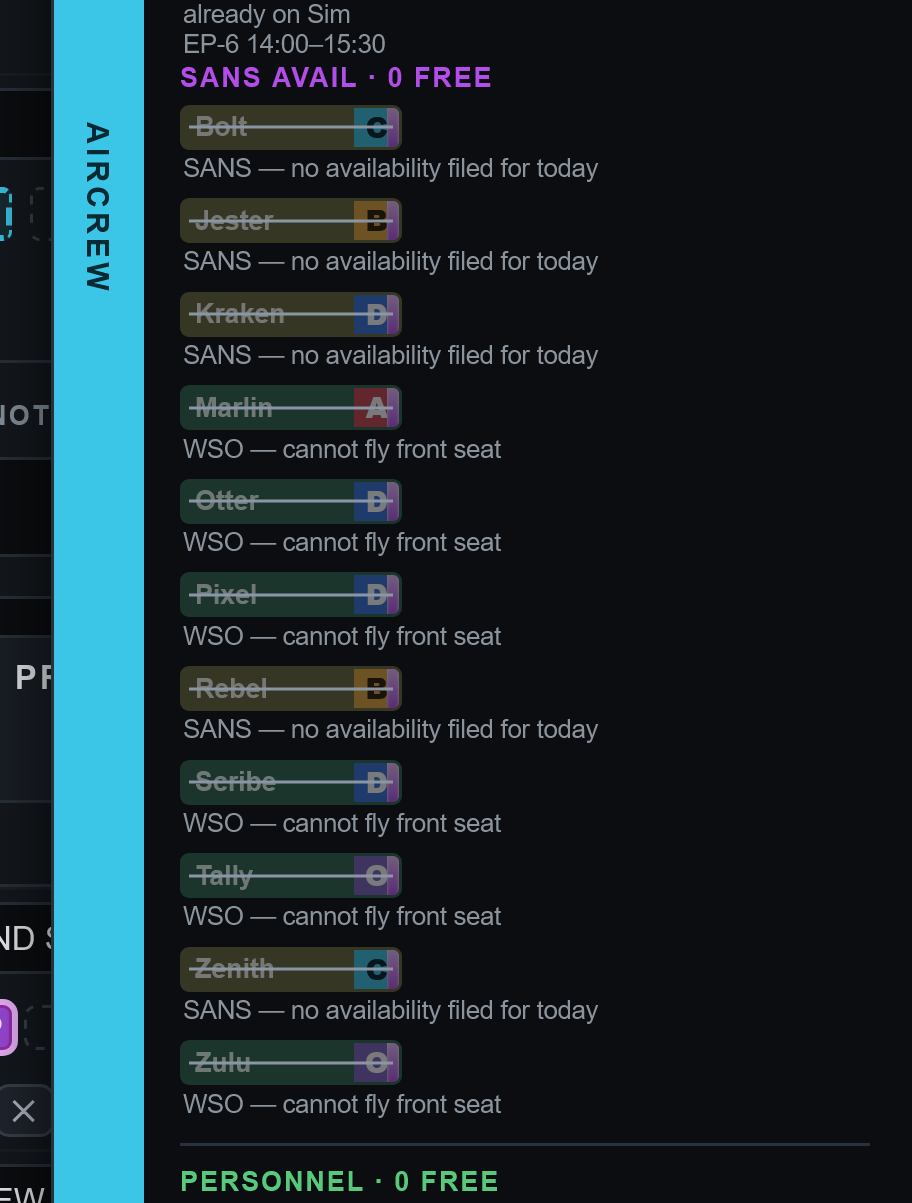 already on Sim
EP-6 14:00–15:30
SANS AVAIL · 0 FREE
AIRCREW
Bolt C
SANS — no availability filed for today
Jester B
SANS — no availability filed for today
Kraken D
SANS — no availability filed for today
NOT
Marlin A
WSO — cannot fly front seat
Otter D
WSO — cannot fly front seat
Pixel D
WSO — cannot fly front seat
PR
Rebel B
SANS — no availability filed for today
Scribe D
WSO — cannot fly front seat
Tally O
WSO — cannot fly front seat
ND S
Zenith C
SANS — no availability filed for today
Zulu O
WSO — cannot fly front seat
PERSONNEL · 0 FREE
EW